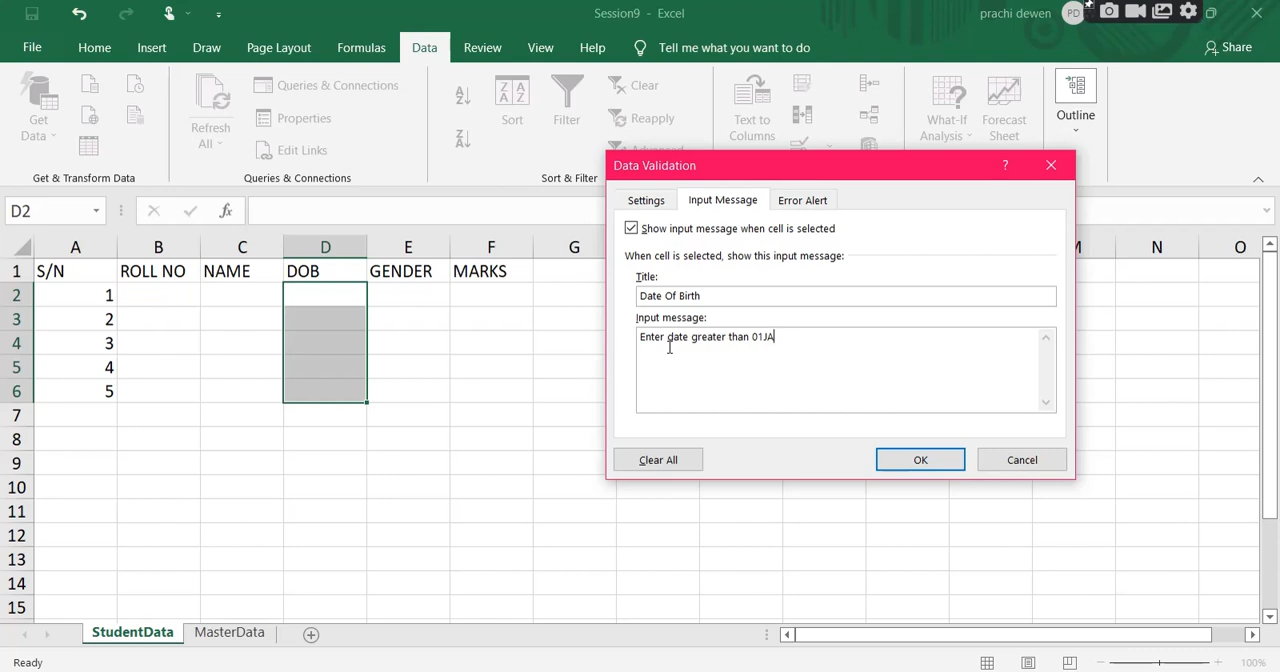 Session9 - Excel
prachi dewen
PD
File
Home
Insert
Draw
Page Layout
Formulas
Data
Review
View
Help
Tell me what you want to do
Share
Get
Data
Refresh
All
Queries & Connections
Properties
Edit Links
Sort
Filter
Clear
Reapply
Advanced
Text to
Columns
What-If
Analysis
Forecast
Sheet
Outline
Get & Transform Data
Queries & Connections
Sort & Filter
D2
fx
Data Validation
?
Settings
Input Message
Error Alert
Show input message when cell is selected
When cell is selected, show this input message:
Title:
Date Of Birth
Input message:
Enter date greater than 01JA
Clear All
OK
Cancel
A B C D E F G M N O
1 S/N ROLL NO NAME DOB GENDER MARKS
2 1
3 2
4 3
5 4
6 5
7
8
9
10
11
12
13
14
15
StudentData
MasterData
Ready
100%